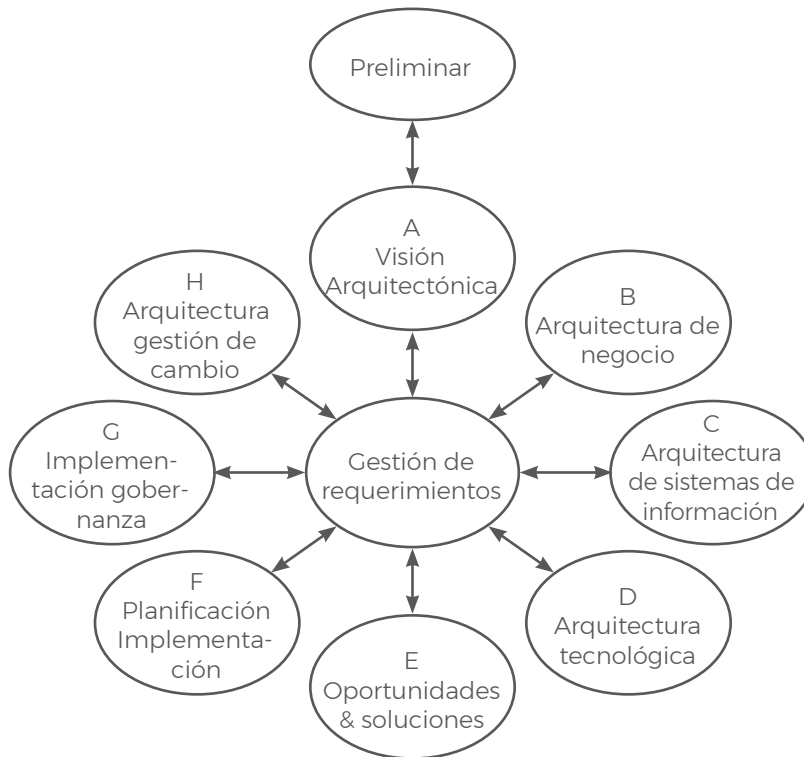 Preliminar
A
Visión
Arquitectónica
H
Arquitectura
gestión de
cambio
B
Arquitectura de
negocio
G
Implemen-
tación gober-
nanza
Gestión de
requerimientos
C
Arquitectura
de sistemas de
información
F
Planificación
Implementa-
ción
E
Oportunidades
& soluciones
D
Arquitectura
tecnológica